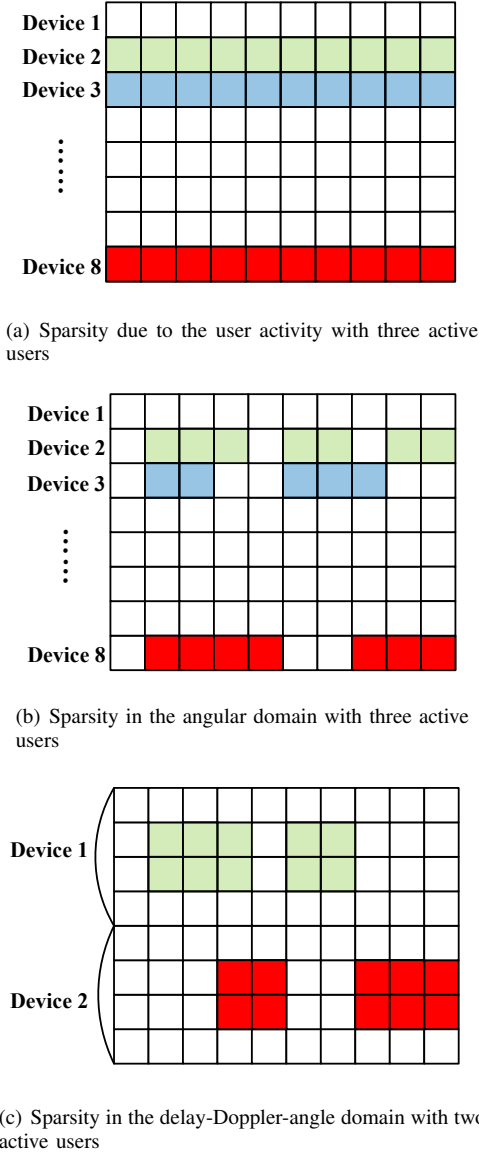 Device 1
Device 2
Device 3
Device 8
(a) Sparsity due to the user activity with three active
users
Device 1
Device 2
Device 3
Device 8
(b) Sparsity in the angular domain with three active
users
Device 1
Device 2
(c) Sparsity in the delay-Doppler-angle domain with two
active users